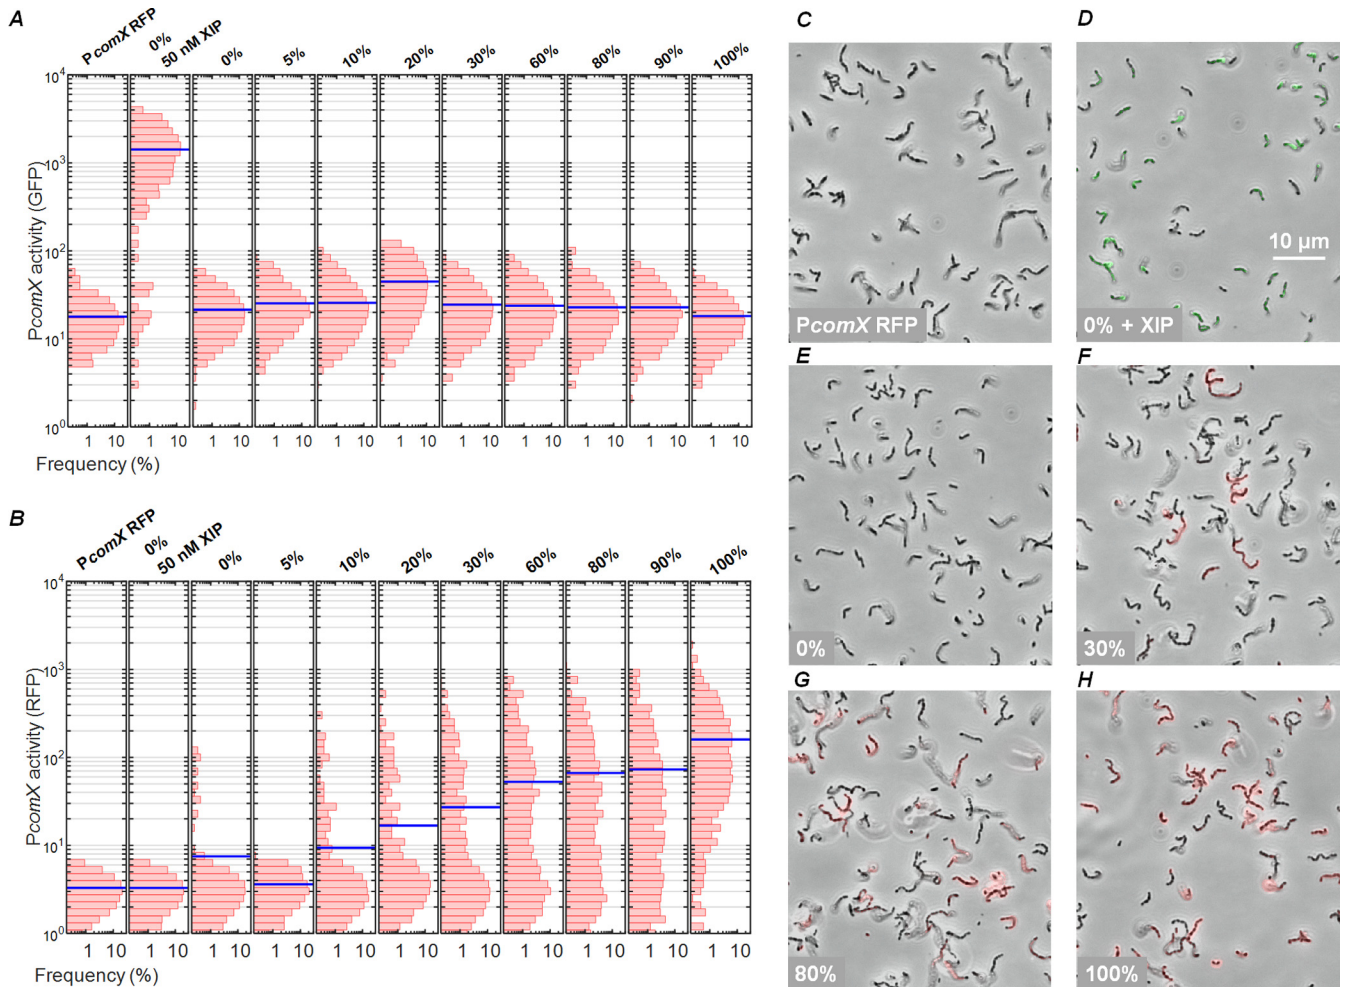 A
PcomX RFP
0%
50 nM XIP
0%
5%
10%
20%
30%
60%
80%
90%
100%
10^4
10^3
10^2
10^1
10^0
PcomX activity (GFP)
1 10 1 10 1 10 1 10 1 10 1 10 1 10 1 10 1 10 1 10 1 10
Frequency (%)
B
PcomX RFP
0%
50 nM XIP
0%
5%
10%
20%
30%
60%
80%
90%
100%
10^4
10^3
10^2
10^1
10^0
PcomX activity (RFP)
1 10 1 10 1 10 1 10 1 10 1 10 1 10 1 10 1 10 1 10 1 10
Frequency (%)
C
PcomX RFP
D
10 µm
0% + XIP
E
0%
F
30%
G
80%
H
100%